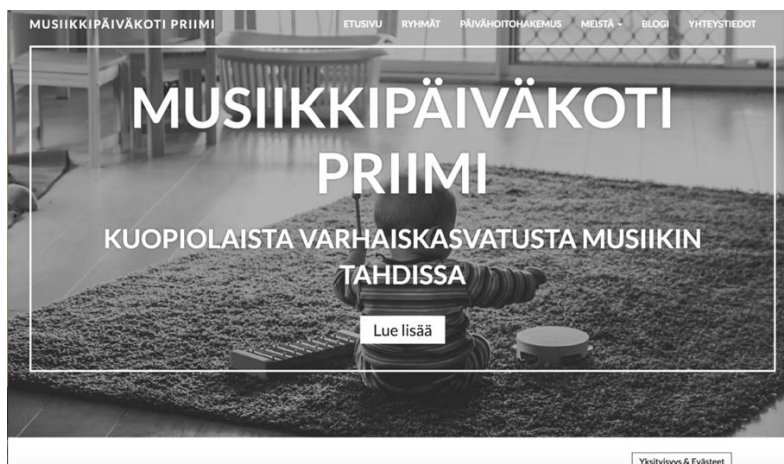 MUSIIKKIPÄIVÄKOTI PRIIMI
ETUSIVU RYHMÄT PÄIVÄHOITOHAKEMUS MEISTÄ BLOGI YHTEYSTIEDOT
MUSIIKKIPÄIVÄKOTI
PRIIMI
KUOPIOLAISTA VARHAISKASVATUSTA MUSIIKIN
TAHDISSA
Lue lisää
Yksityisyys & Evästeet